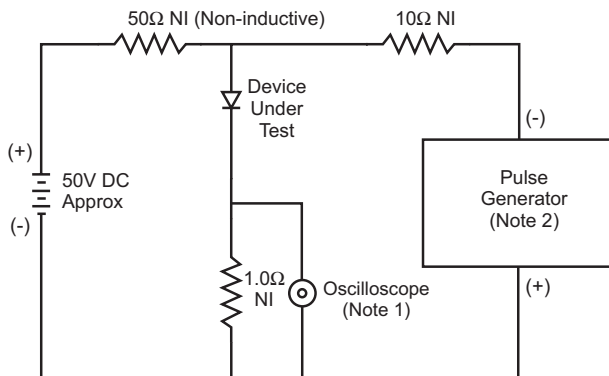 50Ω NI (Non-inductive)
10Ω NI
Device
Under
Test
(+)
50V DC
Approx
(-)
1.0Ω
NI
Oscilloscope
(Note 1)
(-)
Pulse
Generator
(Note 2)
(+)